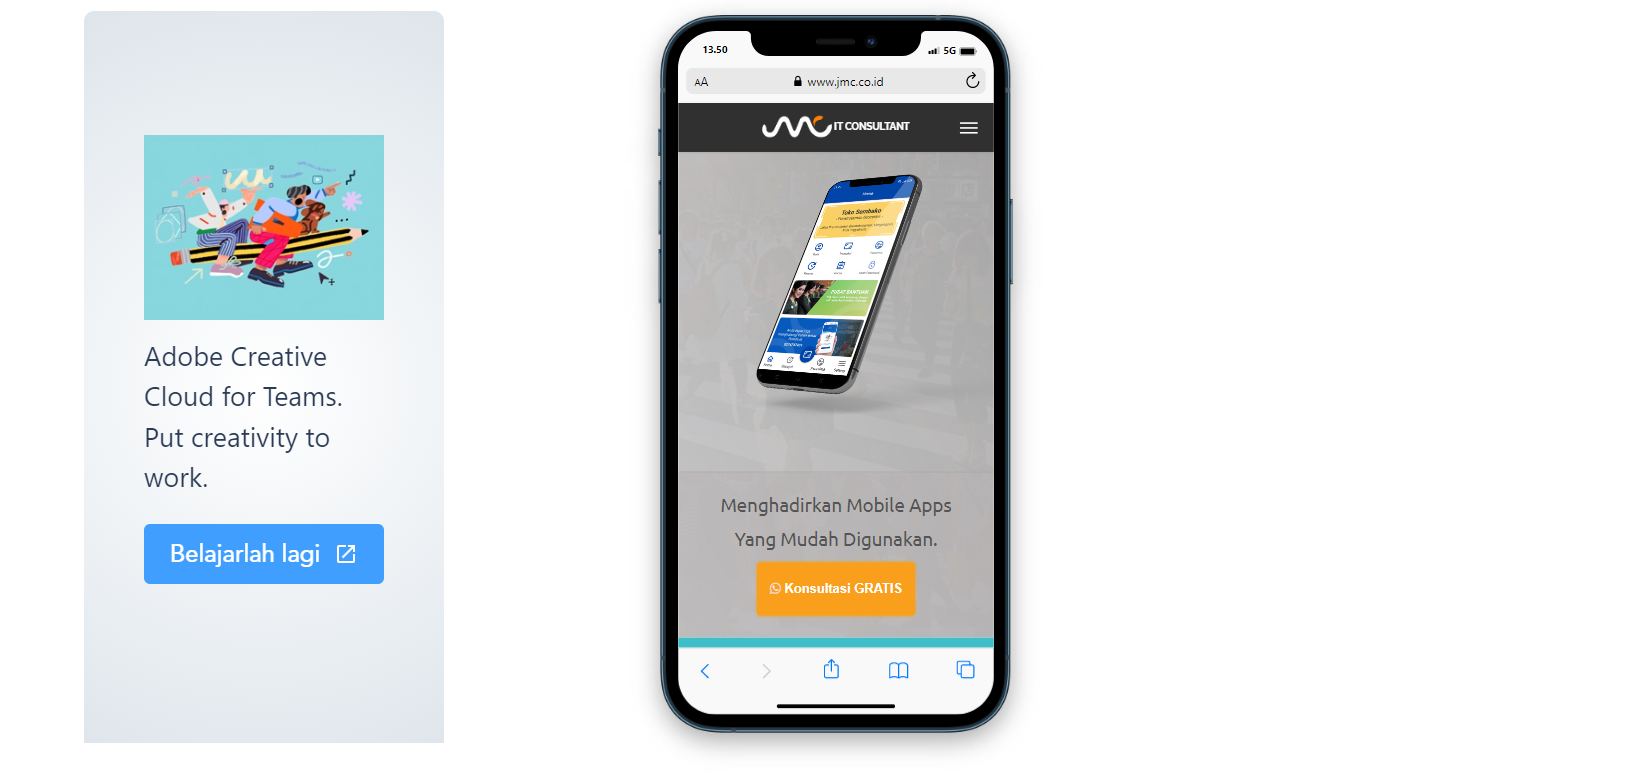 Adobe Creative
Cloud for Teams.
Put creativity to
work.
Belajarlah lagi
13.50
5G
AA
www.jmc.co.id
JMC IT CONSULTANT
Toko Sembako
PUSAT BANTUAN
Menghadirkan Mobile Apps
Yang Mudah Digunakan.
Konsultasi GRATIS